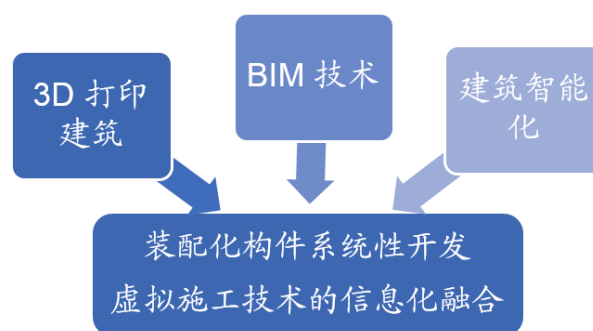 3D 打印
建筑
BIM 技术
建筑智能
化
装配化构件系统性开发
虚拟施工技术的信息化融合